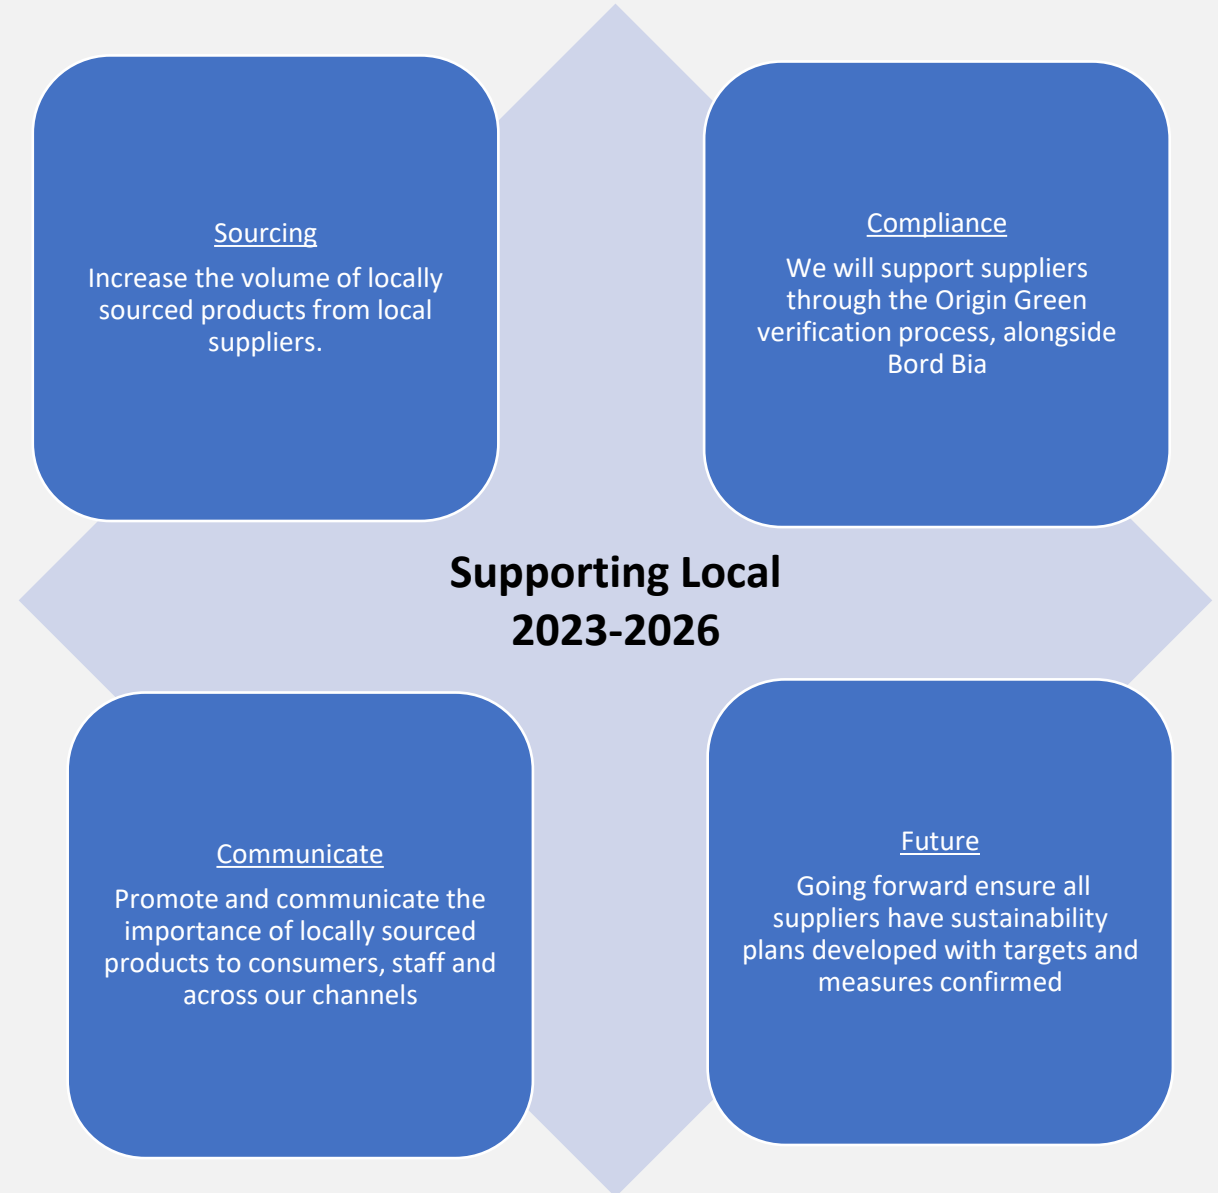 Sourcing
Increase the volume of locally
sourced products from local
suppliers.
Compliance
We will support suppliers
through the Origin Green
verification process, alongside
Bord Bia
Supporting Local
2023-2026
Communicate
Promote and communicate the
importance of locally sourced
products to consumers, staff and
across our channels
Future
Going forward ensure all
suppliers have sustainability
plans developed with targets and
measures confirmed